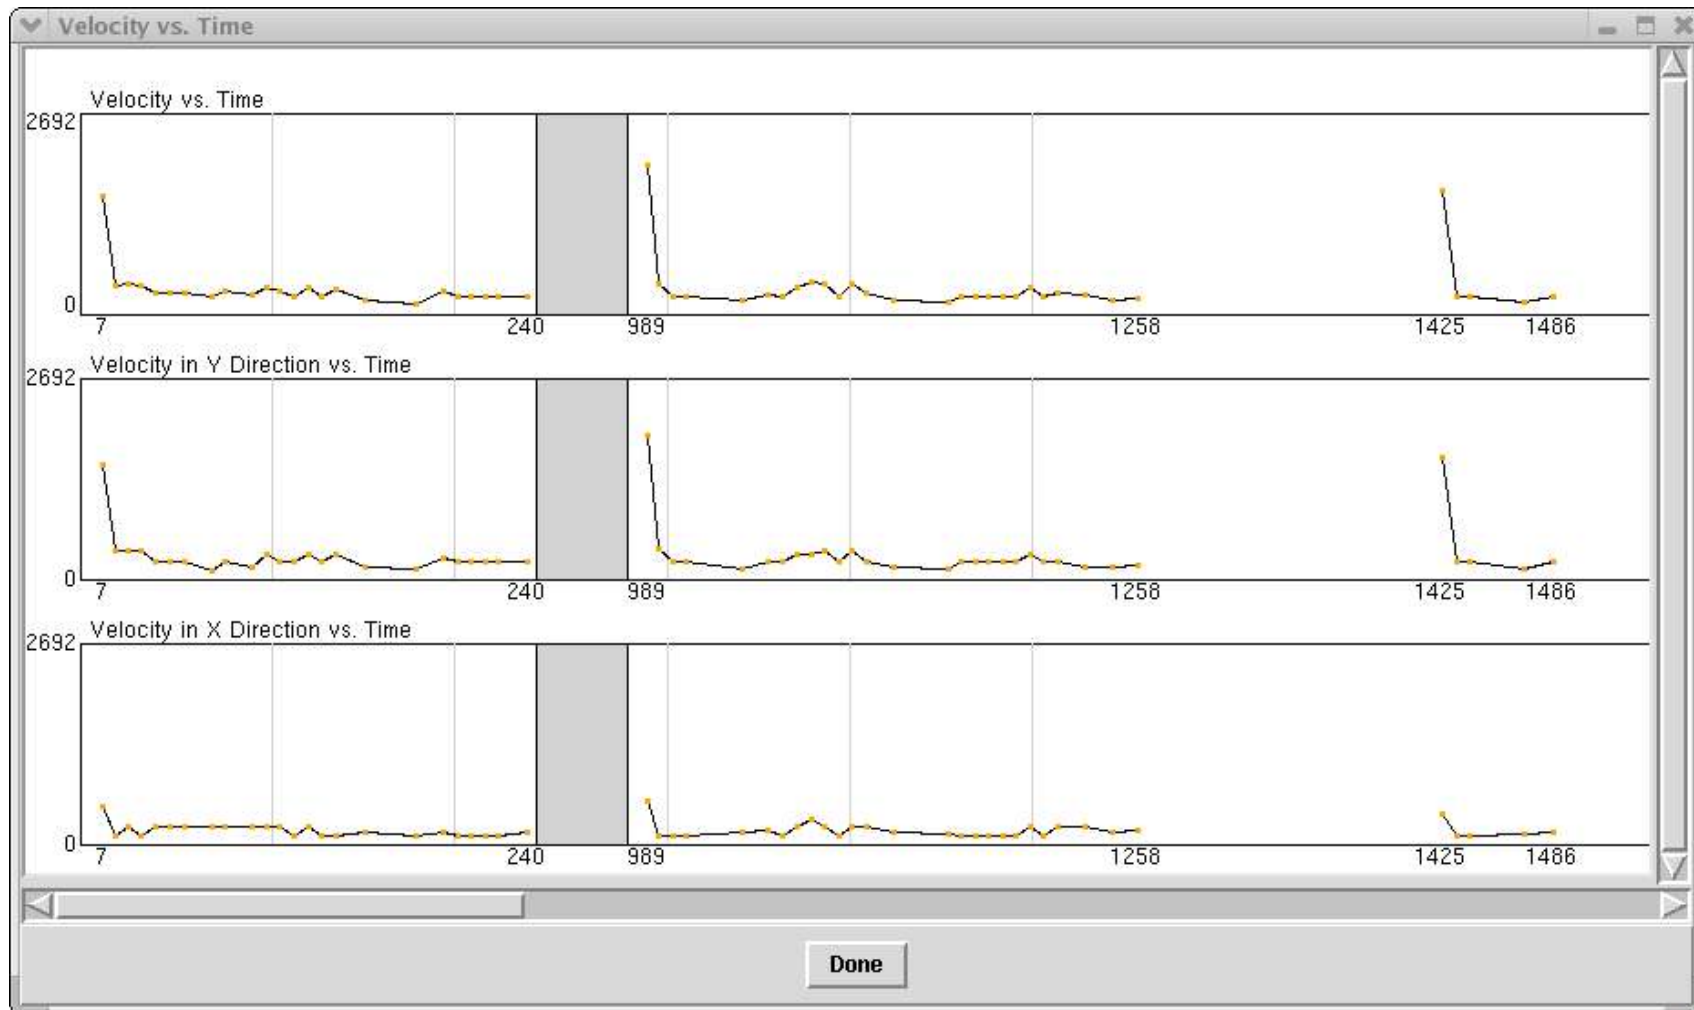 Velocity vs. Time
Velocity vs. Time
2692
0
7 240 989 1258 1425 1486
Velocity in Y Direction vs. Time
2692
0
7 240 989 1258 1425 1486
Velocity in X Direction vs. Time
2692
0
7 240 989 1258 1425 1486
Done